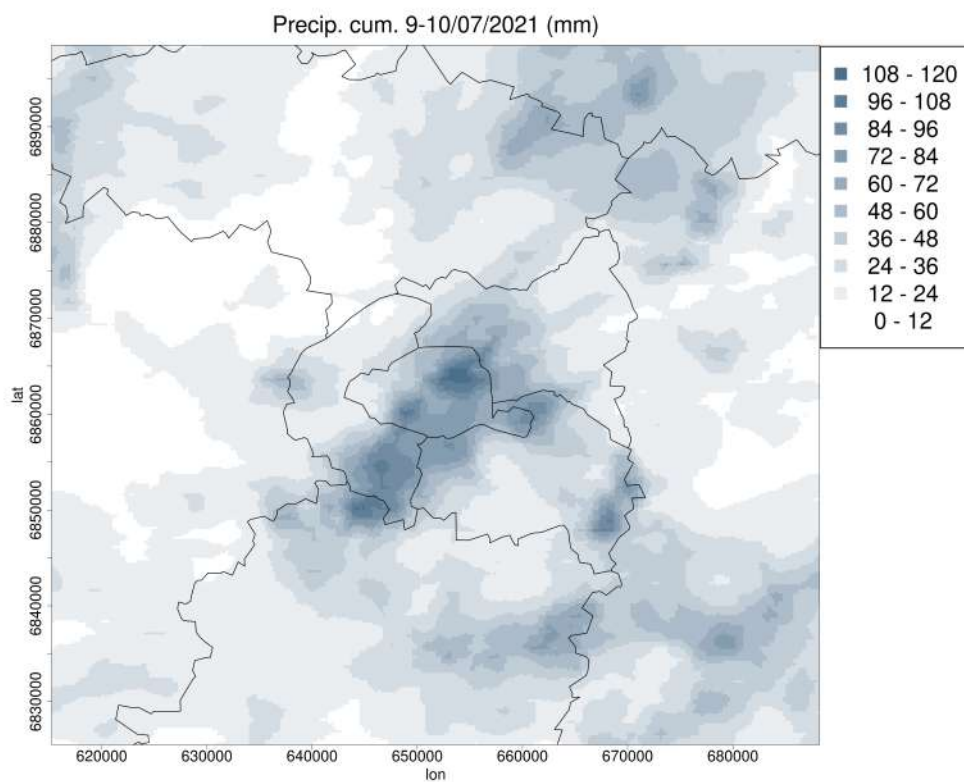 Precip. cum. 9-10/07/2021 (mm)
108 - 120
96 - 108
84 - 96
72 - 84
60 - 72
48 - 60
36 - 48
24 - 36
12 - 24
0 - 12
lat
6890000
6880000
6870000
6860000
6850000
6840000
6830000
620000 630000 640000 650000 660000 670000 680000
lon